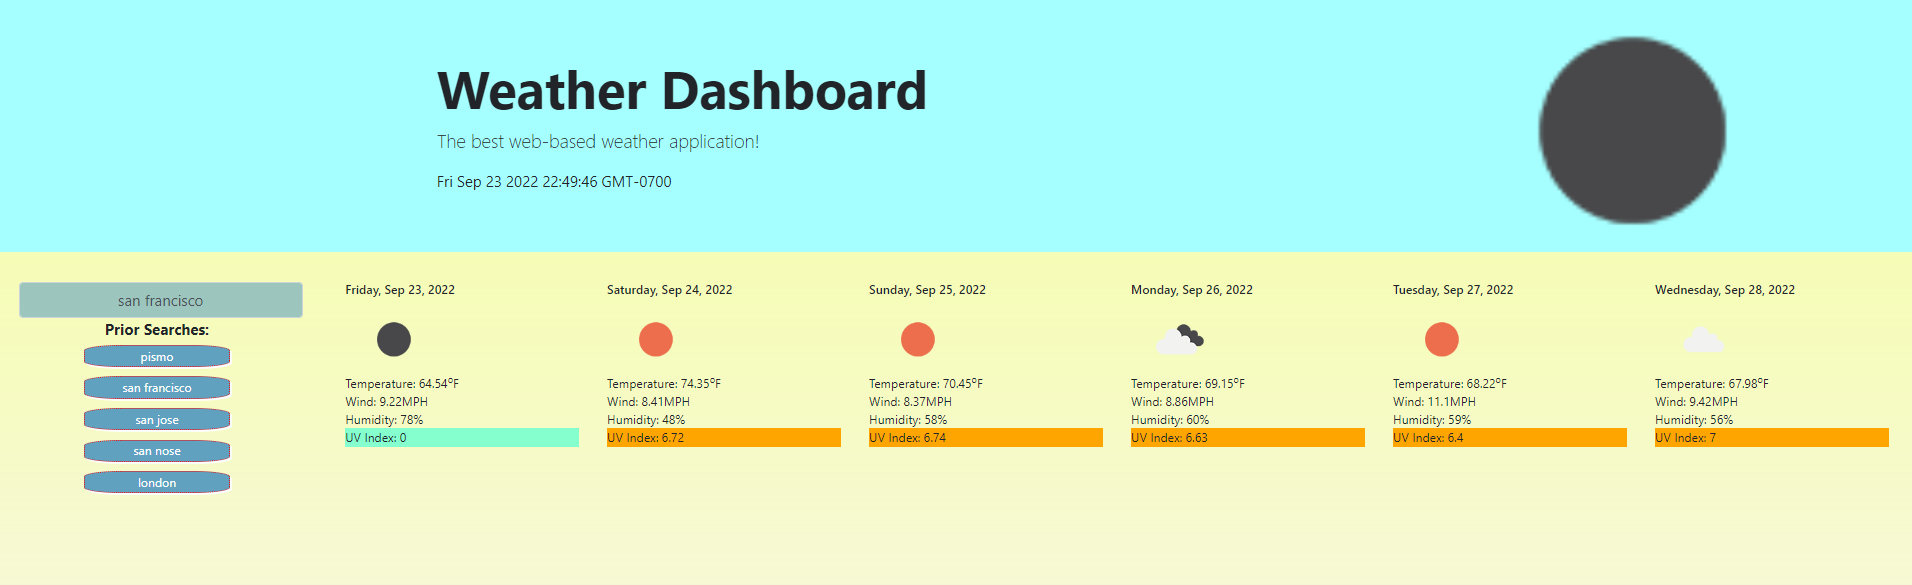 Weather Dashboard
The best web-based weather application!
Fri Sep 23 2022 22:49:46 GMT-0700
san francisco
Prior Searches:
pismo
san francisco
san jose
san nose
london
Friday, Sep 23, 2022
Temperature: 64.54ºF
Wind: 9.22MPH
Humidity: 78%
UV Index: 0
Saturday, Sep 24, 2022
Temperature: 74.35ºF
Wind: 8.41MPH
Humidity: 48%
UV Index: 6.72
Sunday, Sep 25, 2022
Temperature: 70.45ºF
Wind: 8.37MPH
Humidity: 58%
UV Index: 6.74
Monday, Sep 26, 2022
Temperature: 69.15ºF
Wind: 8.86MPH
Humidity: 60%
UV Index: 6.63
Tuesday, Sep 27, 2022
Temperature: 68.22ºF
Wind: 11.1MPH
Humidity: 59%
UV Index: 6.4
Wednesday, Sep 28, 2022
Temperature: 67.98ºF
Wind: 9.42MPH
Humidity: 56%
UV Index: 7